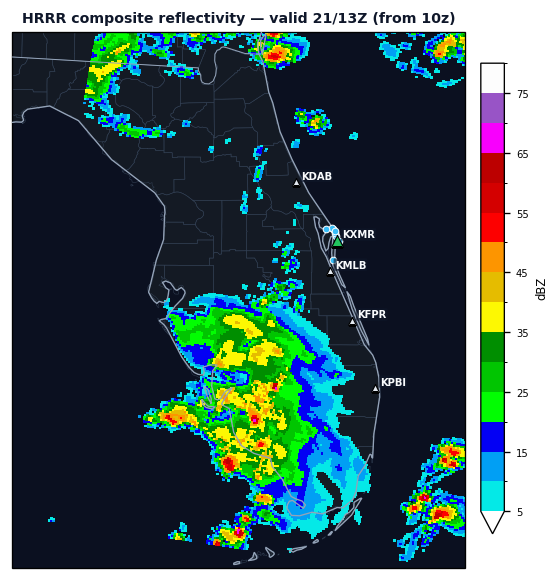 HRRR composite reflectivity — valid 21/13Z (from 10z)
KDAB
KXMR
KMLB
KFPR
KPBI
75
65
55
45
35
25
15
5
dBZ